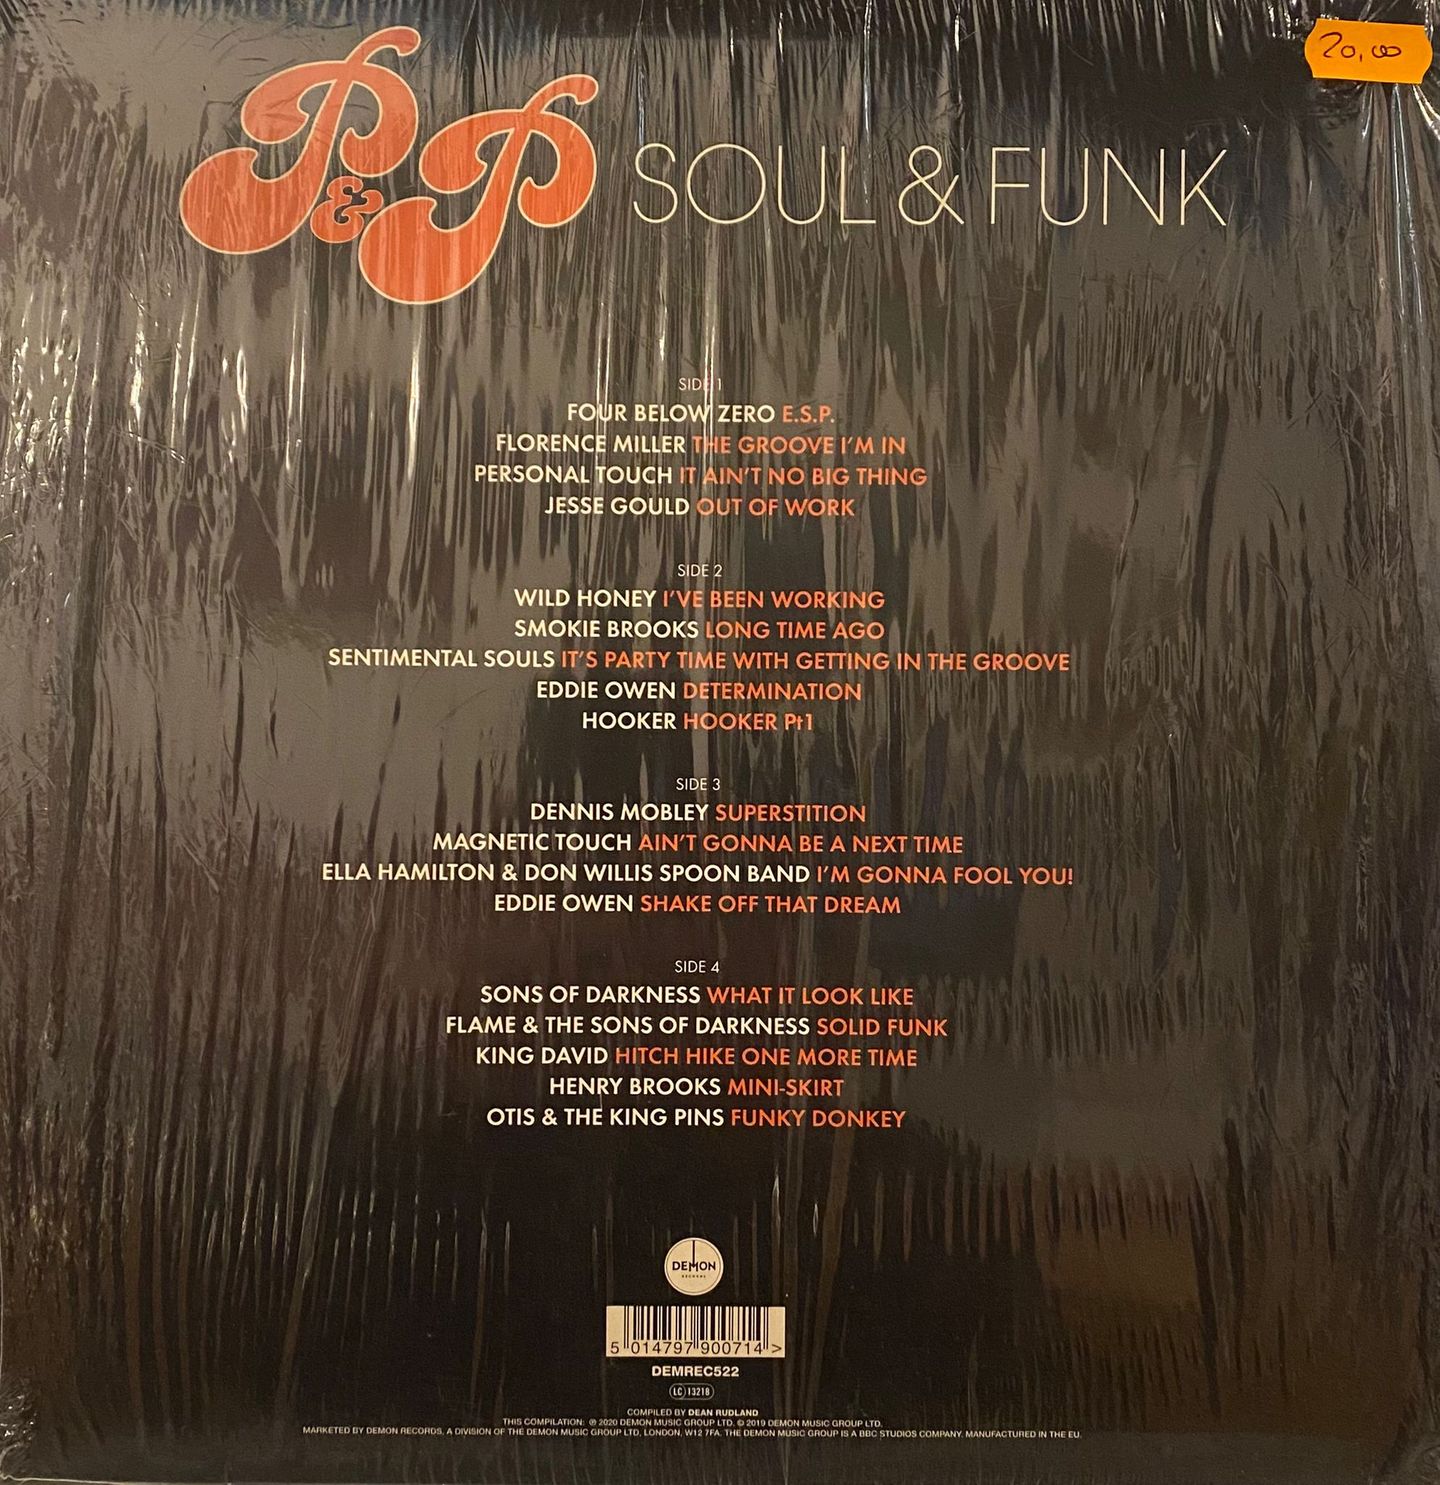 20,00
P&P SOUL & FUNK
SIDE 1
FOUR BELOW ZERO E.S.P.
FLORENCE MILLER THE GROOVE I'M IN
PERSONAL TOUCH IT AIN'T NO BIG THING
JESSE GOULD OUT OF WORK
SIDE 2
WILD HONEY I'VE BEEN WORKING
SMOKIE BROOKS LONG TIME AGO
SENTIMENTAL SOULS IT'S PARTY TIME WITH GETTING IN THE GROOVE
EDDIE OWEN DETERMINATION
HOOKER HOOKER Pt1
SIDE 3
DENNIS MOBLEY SUPERSTITION
MAGNETIC TOUCH AIN'T GONNA BE A NEXT TIME
ELLA HAMILTON & DON WILLIS SPOON BAND I'M GONNA FOOL YOU!
EDDIE OWEN SHAKE OFF THAT DREAM
SIDE 4
SONS OF DARKNESS WHAT IT LOOK LIKE
FLAME & THE SONS OF DARKNESS SOLID FUNK
KING DAVID HITCH HIKE ONE MORE TIME
HENRY BROOKS MINI-SKIRT
OTIS & THE KING PINS FUNKY DONKEY
DEMON
RECORDS
5 014797 900714 >
DEMREC522
LC 13218
COMPILED BY DEAN RUDLAND
THIS COMPILATION: ℗ 2020 DEMON MUSIC GROUP LTD. © 2019 DEMON MUSIC GROUP LTD.
MARKETED BY DEMON RECORDS, A DIVISION OF THE DEMON MUSIC GROUP LTD, LONDON, W12 7FA. THE DEMON MUSIC GROUP IS A BBC STUDIOS COMPANY. MANUFACTURED IN THE EU.